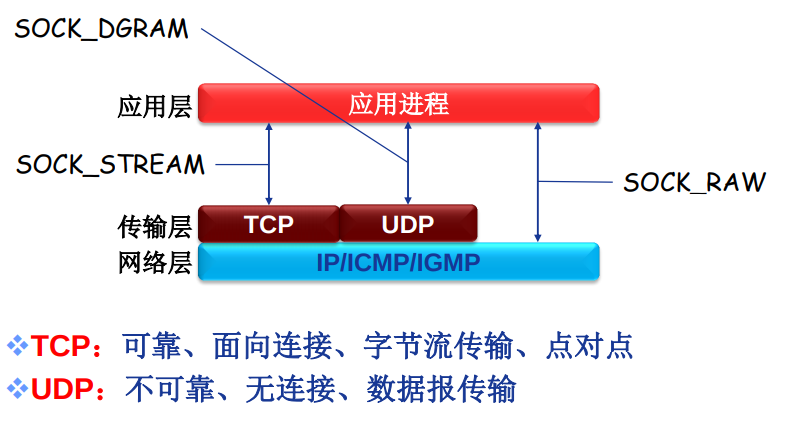 SOCK_DGRAM
应用层 应用进程
SOCK_STREAM
SOCK_RAW
传输层 TCP UDP
网络层 IP/ICMP/IGMP
TCP：可靠、面向连接、字节流传输、点对点
UDP：不可靠、无连接、数据报传输